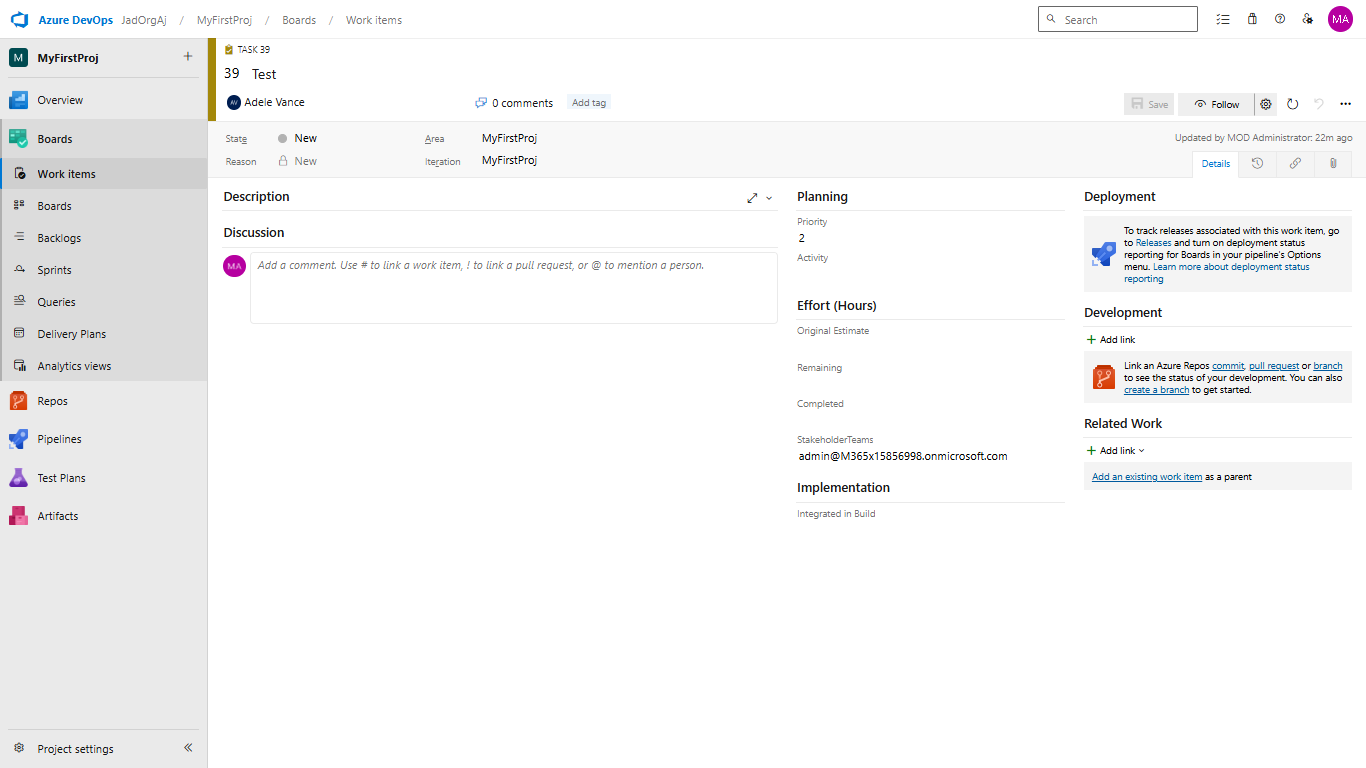 Azure DevOps JadOrgAj / MyFirstProj / Boards / Work items
Search
MA
M MyFirstProj
Overview
Boards
Work items
Boards
Backlogs
Sprints
Queries
Delivery Plans
Analytics views
Repos
Pipelines
Test Plans
Artifacts
Project settings
TASK 39
39 Test
AV Adele Vance
0 comments
Add tag
Save
Follow
State New
Area MyFirstProj
Reason New
Iteration MyFirstProj
Updated by MOD Administrator: 22m ago
Details
Description
Discussion
MA
Add a comment. Use # to link a work item, ! to link a pull request, or @ to mention a person.
Planning
Priority
2
Activity
Effort (Hours)
Original Estimate
Remaining
Completed
StakeholderTeams
admin@M365x15856998.onmicrosoft.com
Implementation
Integrated in Build
Deployment
To track releases associated with this work item, go
to Releases and turn on deployment status
reporting for Boards in your pipeline's Options
menu. Learn more about deployment status
reporting
Development
+ Add link
Link an Azure Repos commit, pull request or branch
to see the status of your development. You can also
create a branch to get started.
Related Work
+ Add link
Add an existing work item as a parent